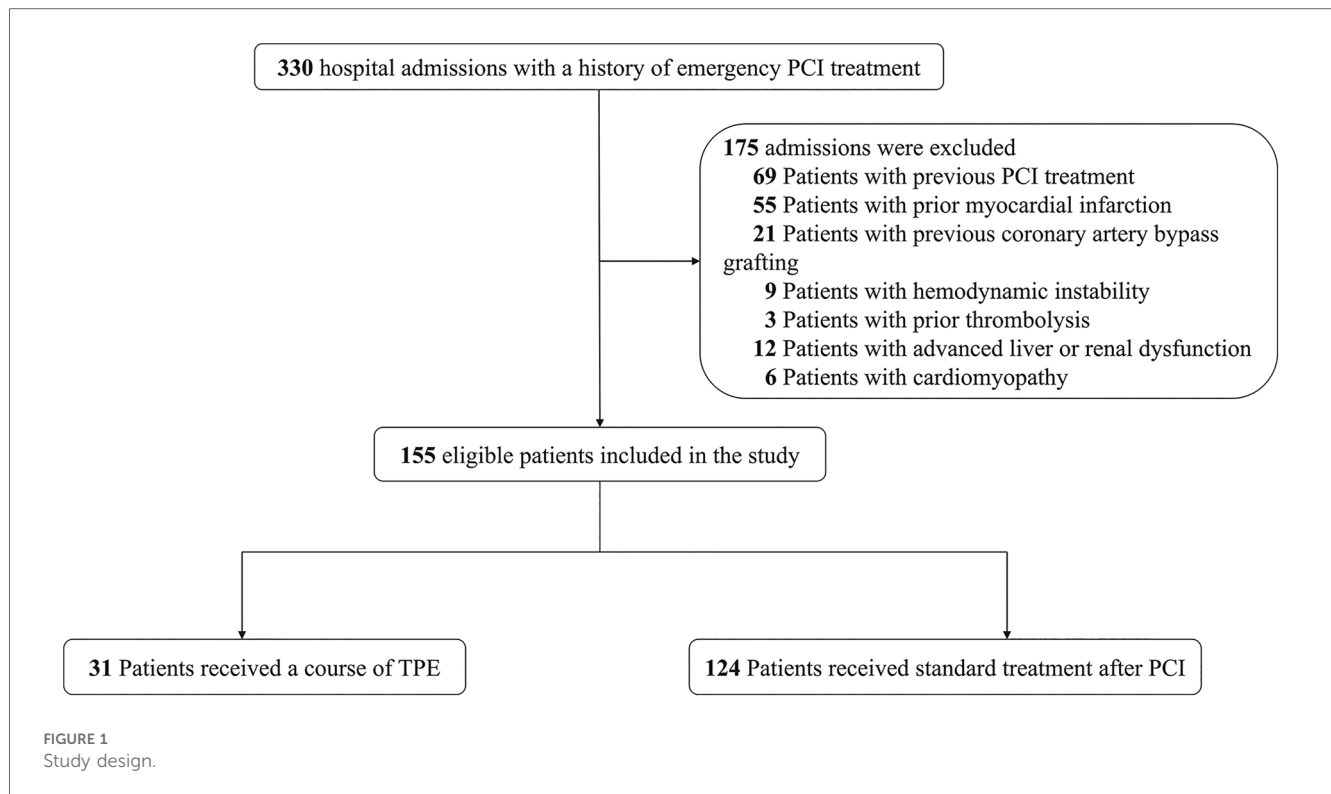 330 hospital admissions with a history of emergency PCI treatment
175 admissions were excluded
69 Patients with previous PCI treatment
55 Patients with prior myocardial infarction
21 Patients with previous coronary artery bypass
grafting
9 Patients with hemodynamic instability
3 Patients with prior thrombolysis
12 Patients with advanced liver or renal dysfunction
6 Patients with cardiomyopathy
155 eligible patients included in the study
31 Patients received a course of TPE
124 Patients received standard treatment after PCI
FIGURE 1
Study design.